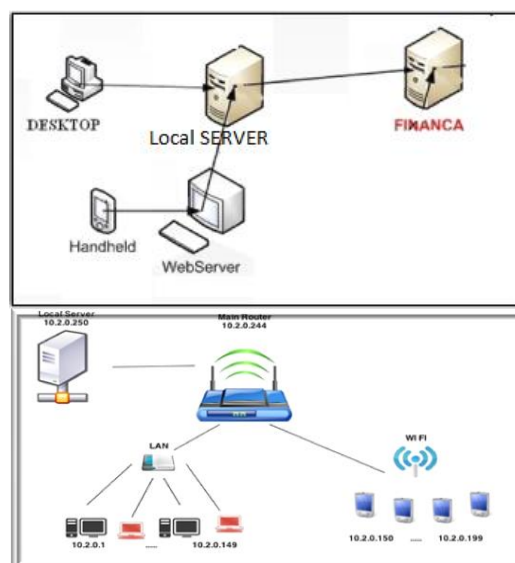 DESKTOP
Local SERVER
FINANCA
Handheld
WebServer
Local Server
10.2.0.250
Main Router
10.2.0.244
LAN
WI FI
10.2.0.1 .... 10.2.0.149
10.2.0.150 .... 10.2.0.199